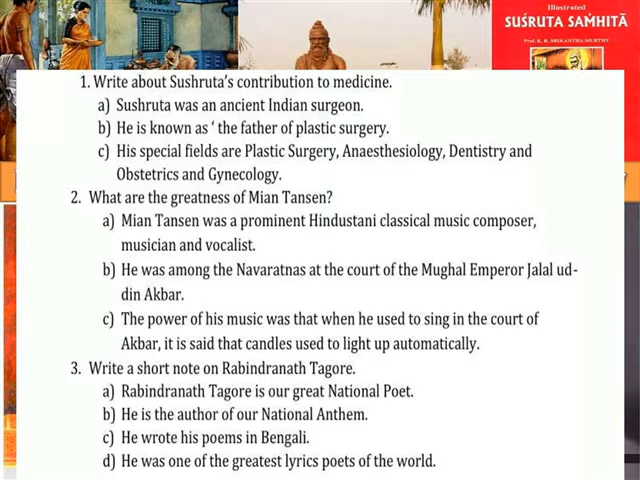 Illustrated
SUŚRUTA SAṀHITĀ
Prof. K. R. SRIKANTHA MURTHY
1. Write about Sushruta's contribution to medicine.
a) Sushruta was an ancient Indian surgeon.
b) He is known as ‘ the father of plastic surgery.
c) His special fields are Plastic Surgery, Anaesthesiology, Dentistry and
Obstetrics and Gynecology.
2. What are the greatness of Mian Tansen?
a) Mian Tansen was a prominent Hindustani classical music composer,
musician and vocalist.
b) He was among the Navaratnas at the court of the Mughal Emperor Jalal ud-
din Akbar.
c) The power of his music was that when he used to sing in the court of
Akbar, it is said that candles used to light up automatically.
3. Write a short note on Rabindranath Tagore.
a) Rabindranath Tagore is our great National Poet.
b) He is the author of our National Anthem.
c) He wrote his poems in Bengali.
d) He was one of the greatest lyrics poets of the world.